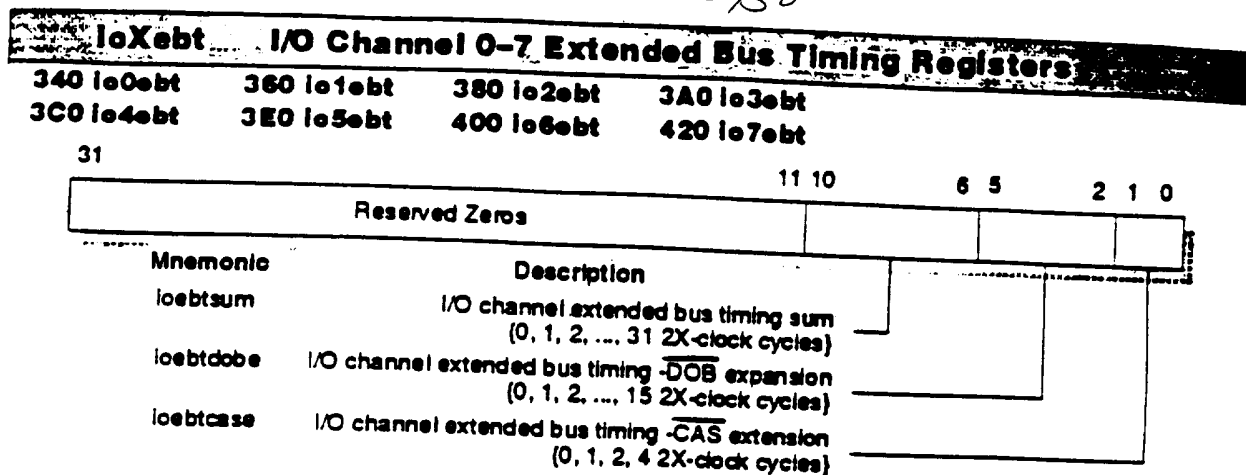 ioXebt I/O Channel 0–7 Extended Bus Timing Registers
340 io0ebt 360 io1ebt 380 io2ebt 3A0 io3ebt
3C0 io4ebt 3E0 io5ebt 400 io6ebt 420 io7ebt
31 11 10 6 5 2 1 0
Reserved Zeros
Mnemonic Description
ioebtsum I/O channel extended bus timing sum
{0, 1, 2, ..., 31 2X-clock cycles}
ioebtdobe I/O channel extended bus timing -DOB expansion
{0, 1, 2, ..., 15 2X-clock cycles}
ioebtcase I/O channel extended bus timing -CAS extension
{0, 1, 2, 4 2X-clock cycles}